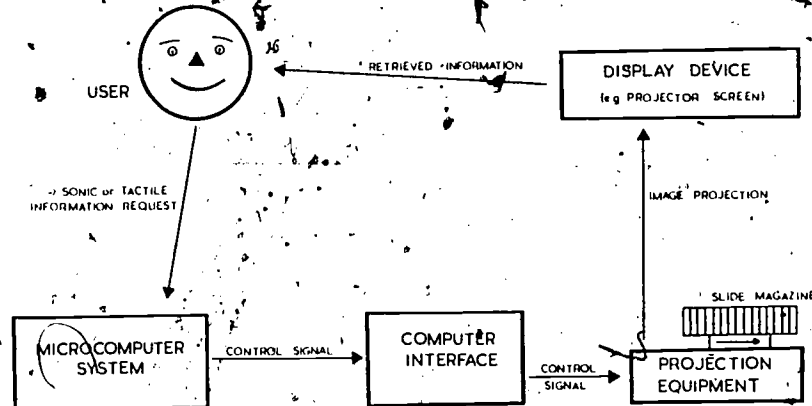 USER
RETRIEVED INFORMATION
DISPLAY DEVICE
(e.g PROJECTOR SCREEN)
SONIC or TACTILE
INFORMATION REQUEST
IMAGE PROJECTION
SLIDE MAGAZINE
MICROCOMPUTER
SYSTEM
CONTROL SIGNAL
COMPUTER
INTERFACE
CONTROL
SIGNAL
PROJECTION
EQUIPMENT